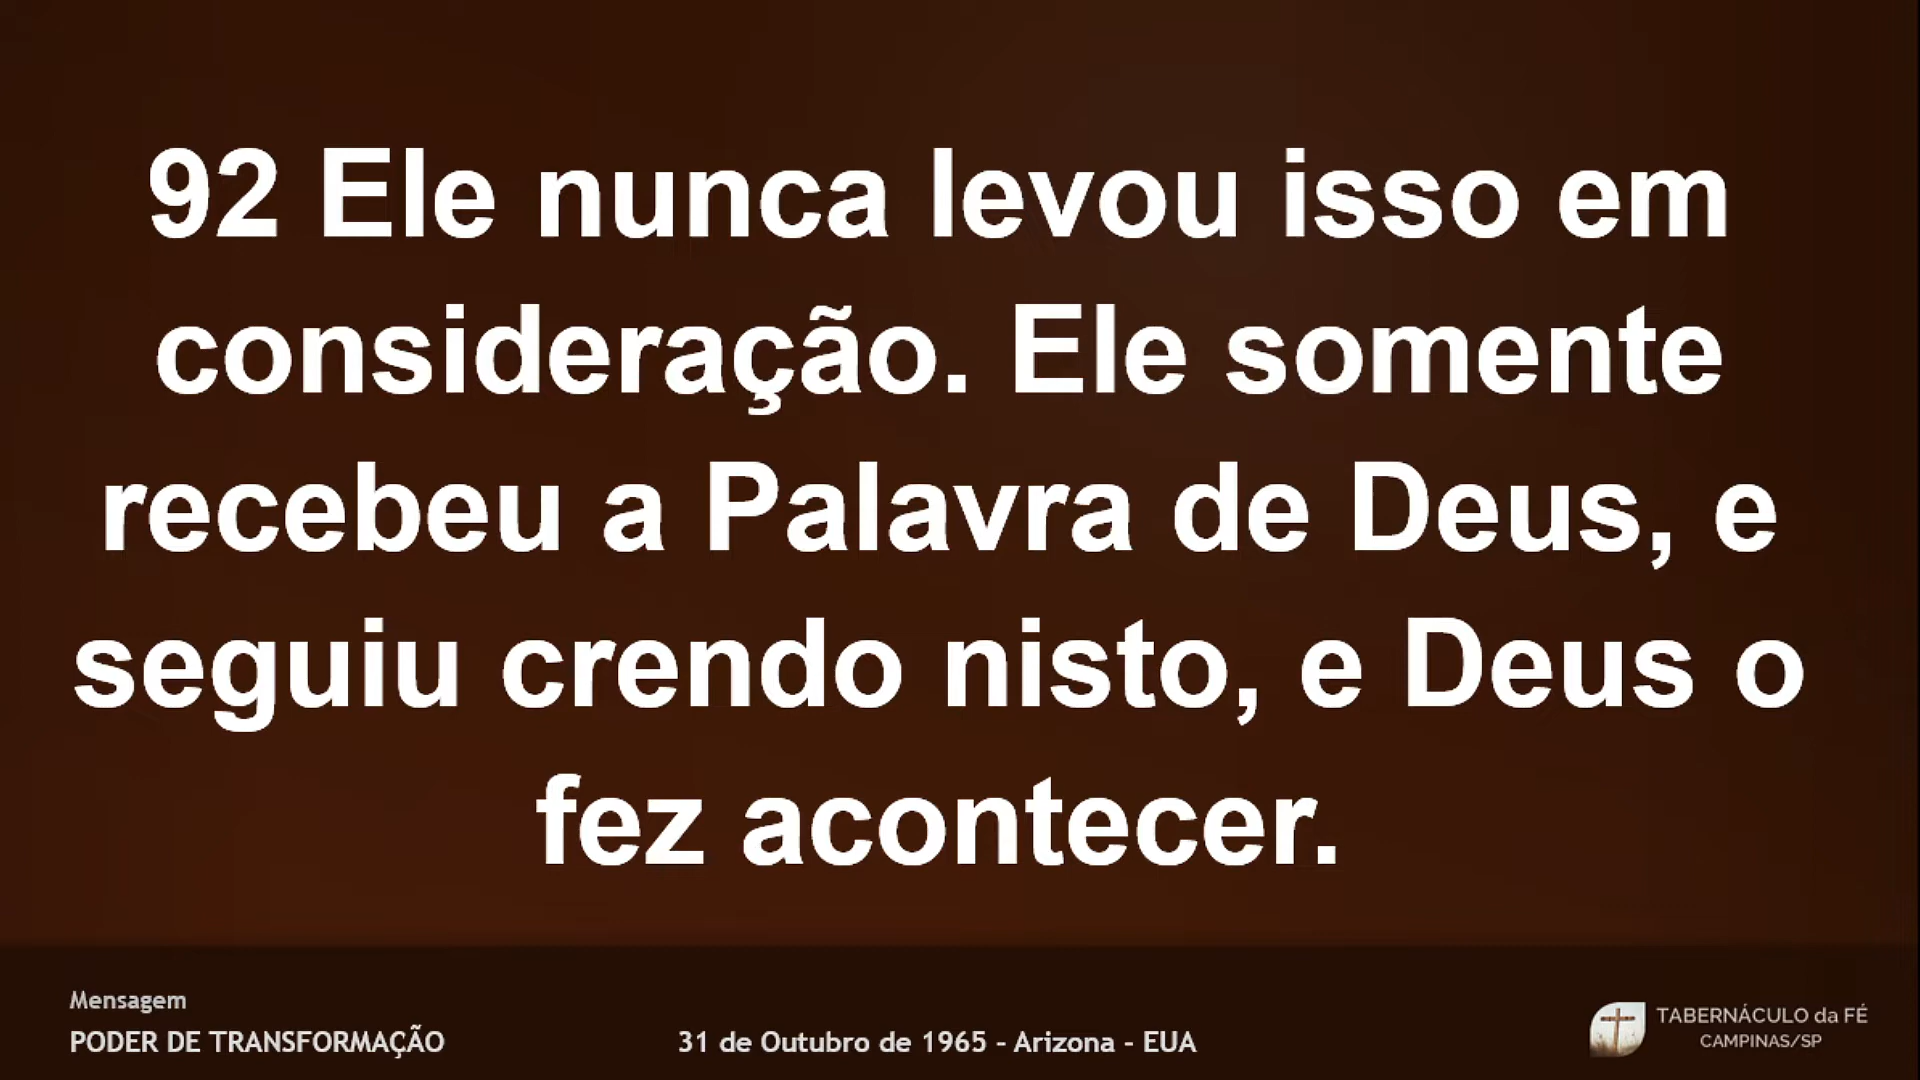 92 Ele nunca levou isso em
consideração. Ele somente
recebeu a Palavra de Deus, e
seguiu crendo nisto, e Deus o
fez acontecer.
Mensagem
PODER DE TRANSFORMAÇÃO
31 de Outubro de 1965 - Arizona - EUA
TABERNÁCULO da FÉ
CAMPINAS/SP